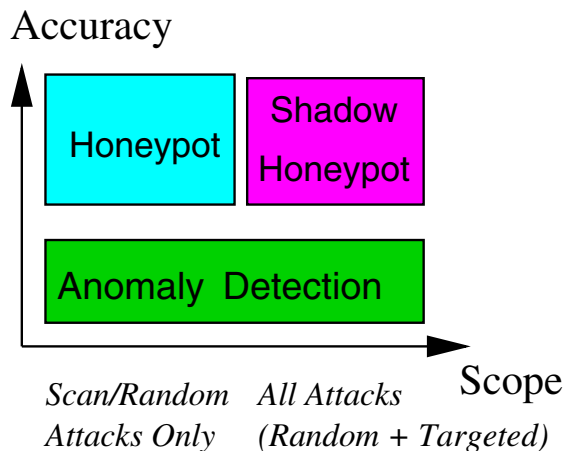 Accuracy
Honeypot
Shadow
Honeypot
Anomaly Detection
Scope
Scan/Random
Attacks Only
All Attacks
(Random + Targeted)